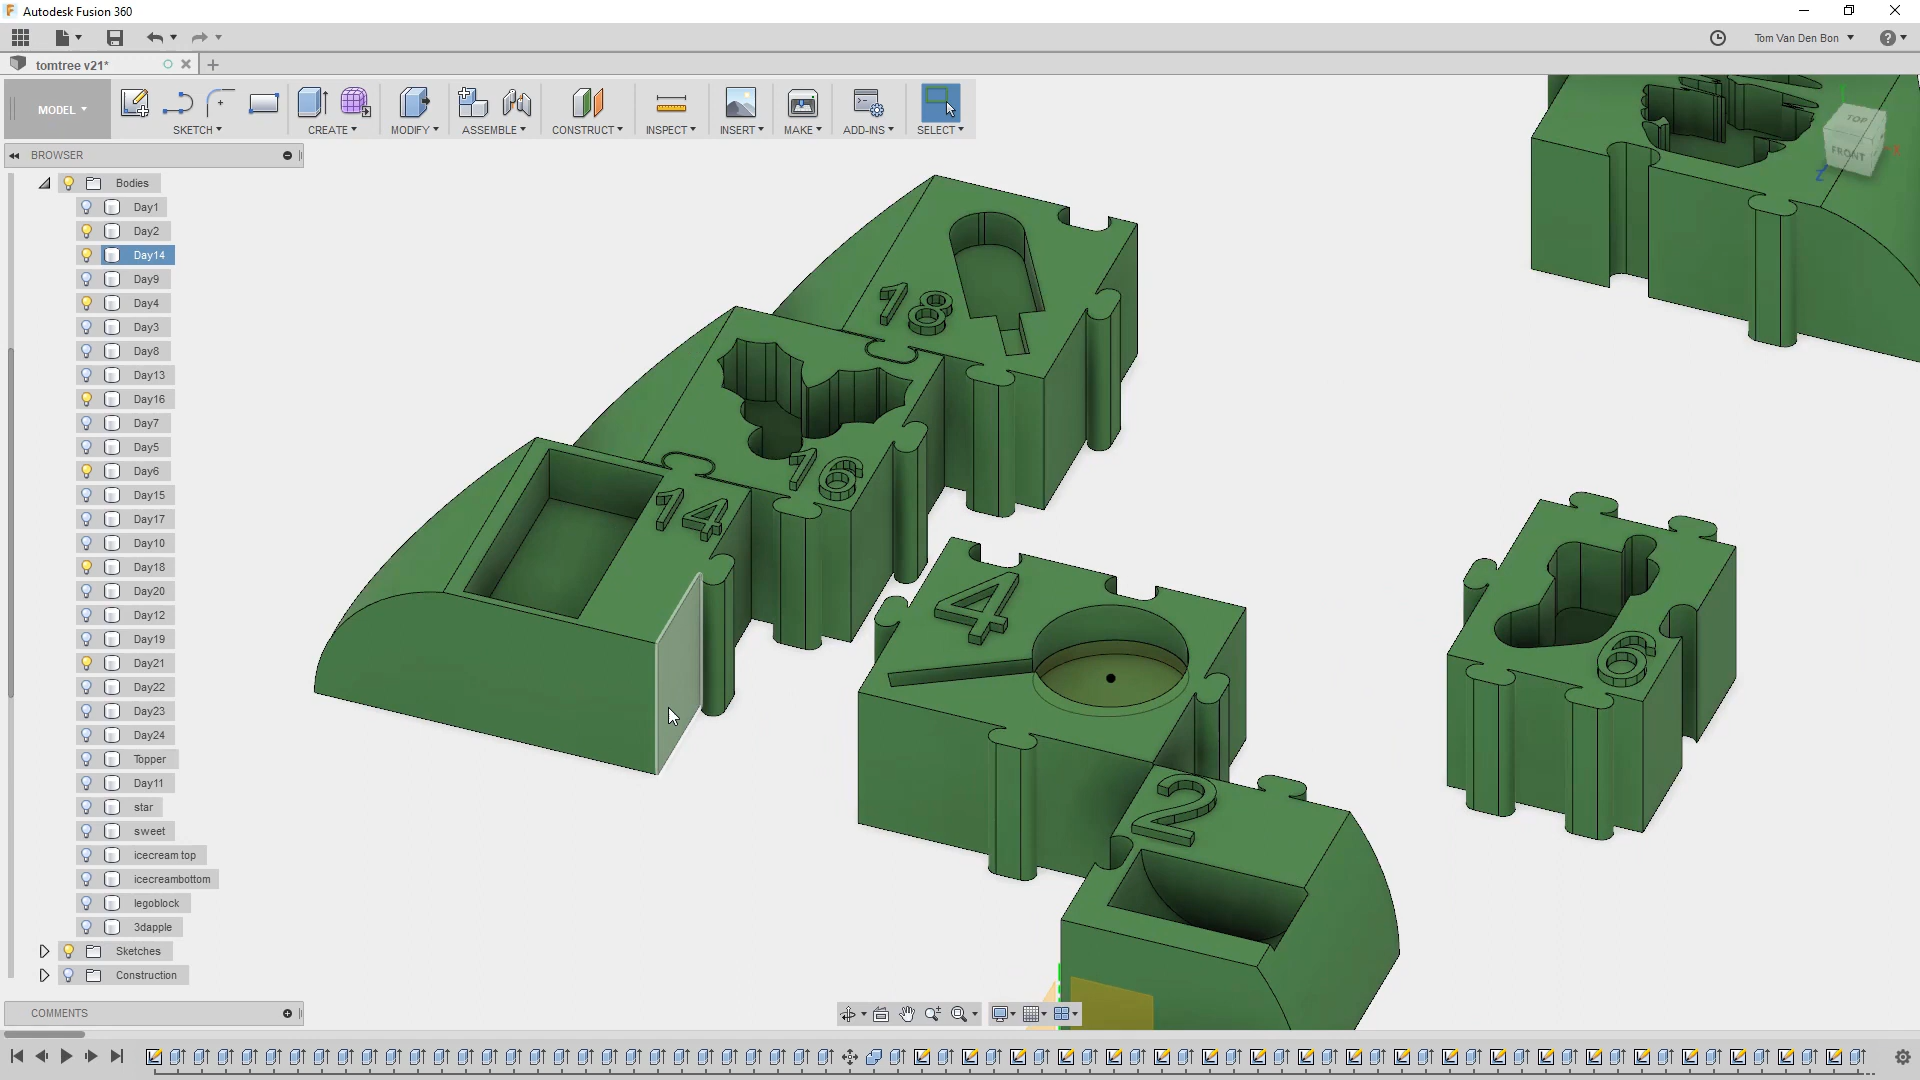 Autodesk Fusion 360
Tom Van Den Bon
tomtree v21*
MODEL
SKETCH
CREATE
MODIFY
ASSEMBLE
CONSTRUCT
INSPECT
INSERT
MAKE
ADD-INS
SELECT
BROWSER
Bodies
Day1
Day2
Day14
Day9
Day4
Day3
Day8
Day13
Day16
Day7
Day5
Day6
Day15
Day17
Day10
Day18
Day20
Day12
Day19
Day21
Day22
Day23
Day24
Topper
Day11
star
sweet
icecream top
icecreambottom
legoblock
3dapple
Sketches
Construction
COMMENTS
TOP
FRONT
Z
18
16
14
4
6
2